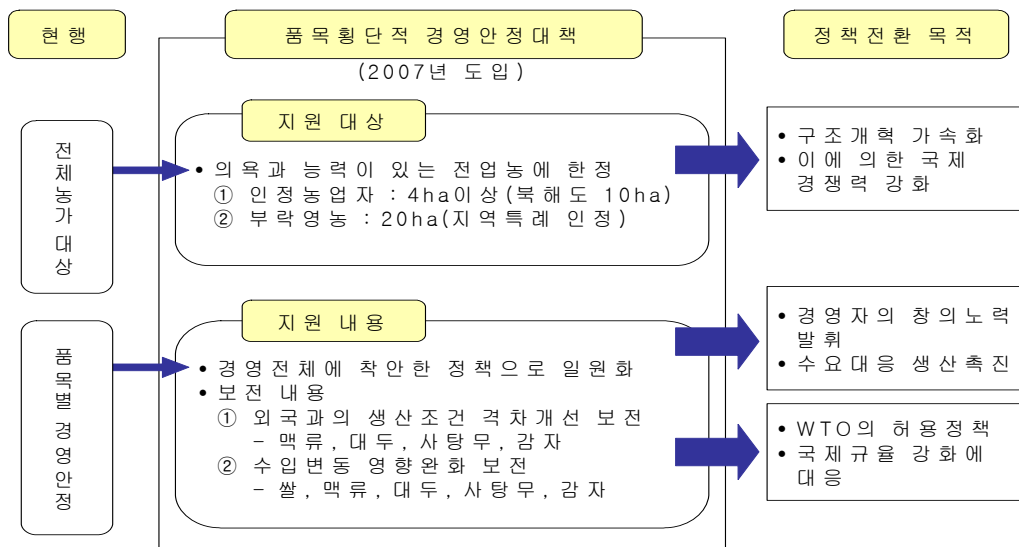 현행
품목횡단적 경영안정대책
(2007년 도입)
정책전환 목적
전체농가 대상
지원 대상
• 의욕과 능력이 있는 전업농에 한정
① 인정농업자 : 4ha이상(북해도 10ha)
② 부락영농 : 20ha(지역특례 인정)
• 구조개혁 가속화
• 이에 의한 국제
경쟁력 강화
품목별 경영안정
지원 내용
• 경영전체에 착안한 정책으로 일원화
• 보전 내용
① 외국과의 생산조건 격차개선 보전
- 맥류, 대두, 사탕무, 감자
② 수입변동 영향완화 보전
- 쌀, 맥류, 대두, 사탕무, 감자
• 경영자의 창의노력
발휘
• 수요대응 생산촉진
• WTO의 허용정책
• 국제규율 강화에
대응